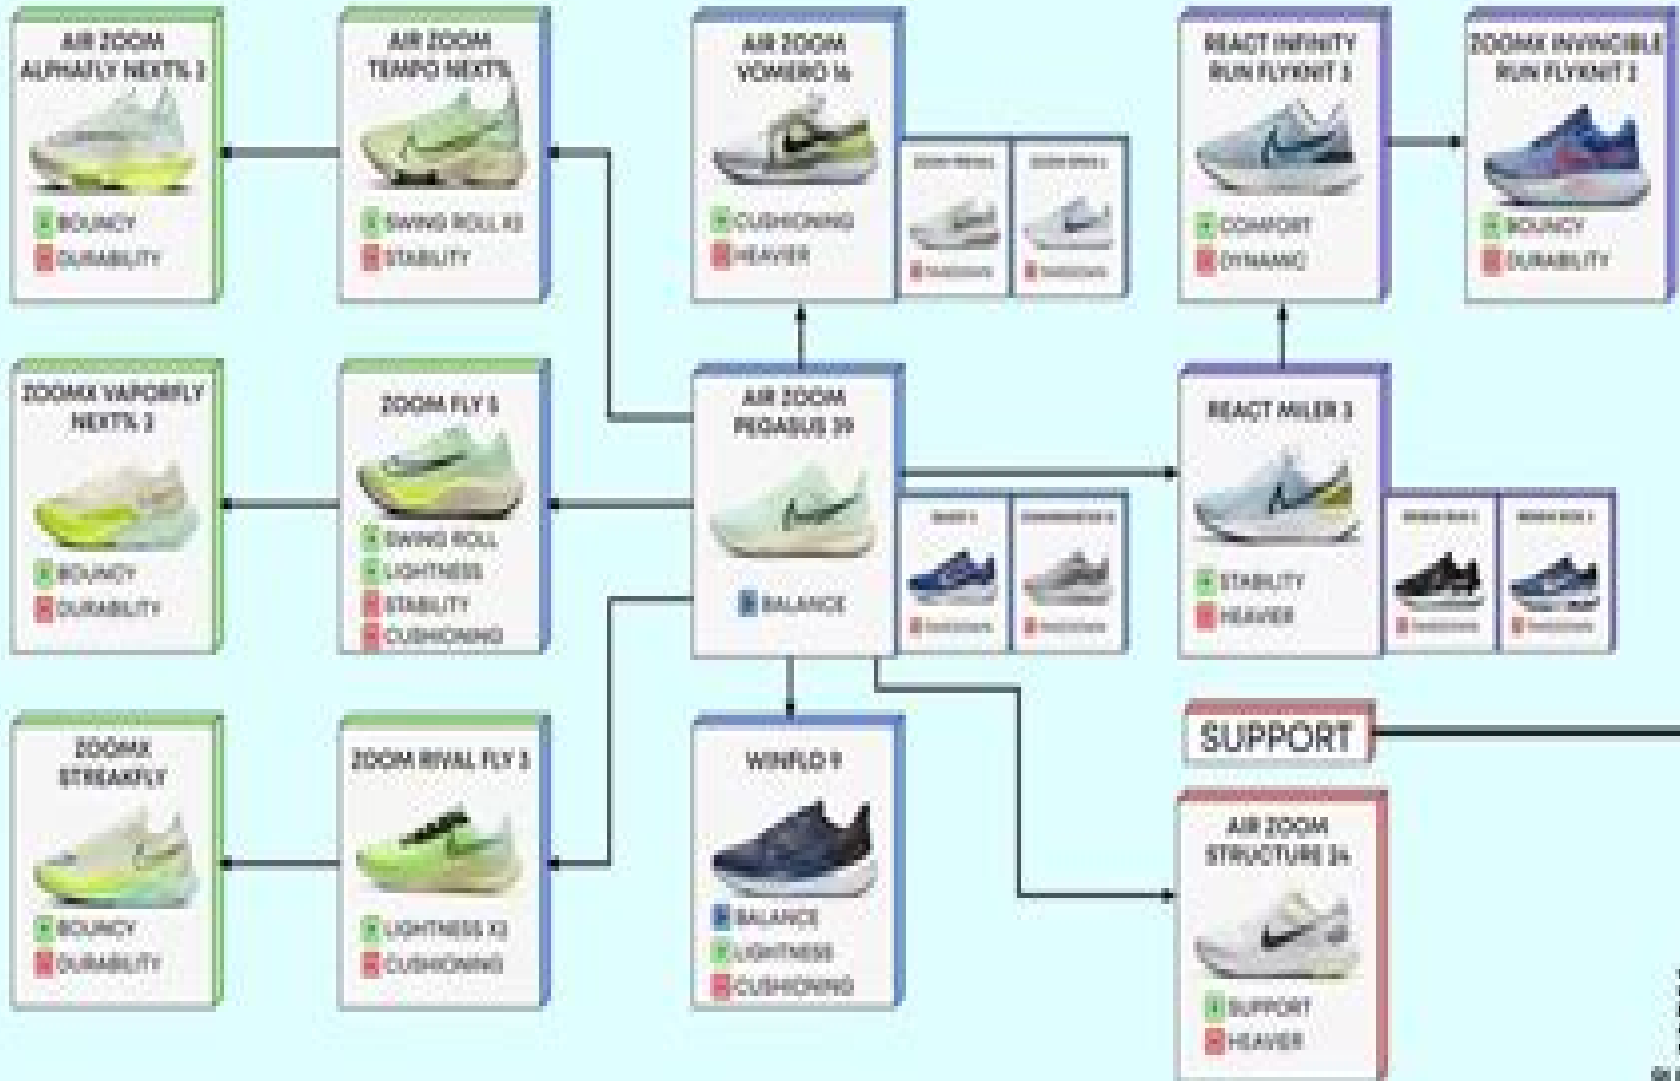 AIR ZOOM
ALPHAFLY NEXT% 2
BOUNCY
DURABILITY
AIR ZOOM
TEMPO NEXT%
SWING ROLL X2
STABILITY
AIR ZOOM
VOMERO 16
CUSHIONING
HEAVIER
REACT INFINITY
RUN FLYKNIT 3
COMFORT
DYNAMIC
ZOOMX INVINCIBLE
RUN FLYKNIT 2
BOUNCY
DURABILITY
ZOOMX VAPORFLY
NEXT% 2
BOUNCY
DURABILITY
ZOOM FLY 5
SWING ROLL
LIGHTNESS
STABILITY
CUSHIONING
AIR ZOOM
PEGASUS 39
BALANCE
REACT MILER 3
STABILITY
HEAVIER
ZOOMX
STREAKFLY
BOUNCY
DURABILITY
ZOOM RIVAL FLY 3
LIGHTNESS X2
CUSHIONING
WINFLO 9
BALANCE
LIGHTNESS
CUSHIONING
SUPPORT
AIR ZOOM
STRUCTURE 24
SUPPORT
HEAVIER